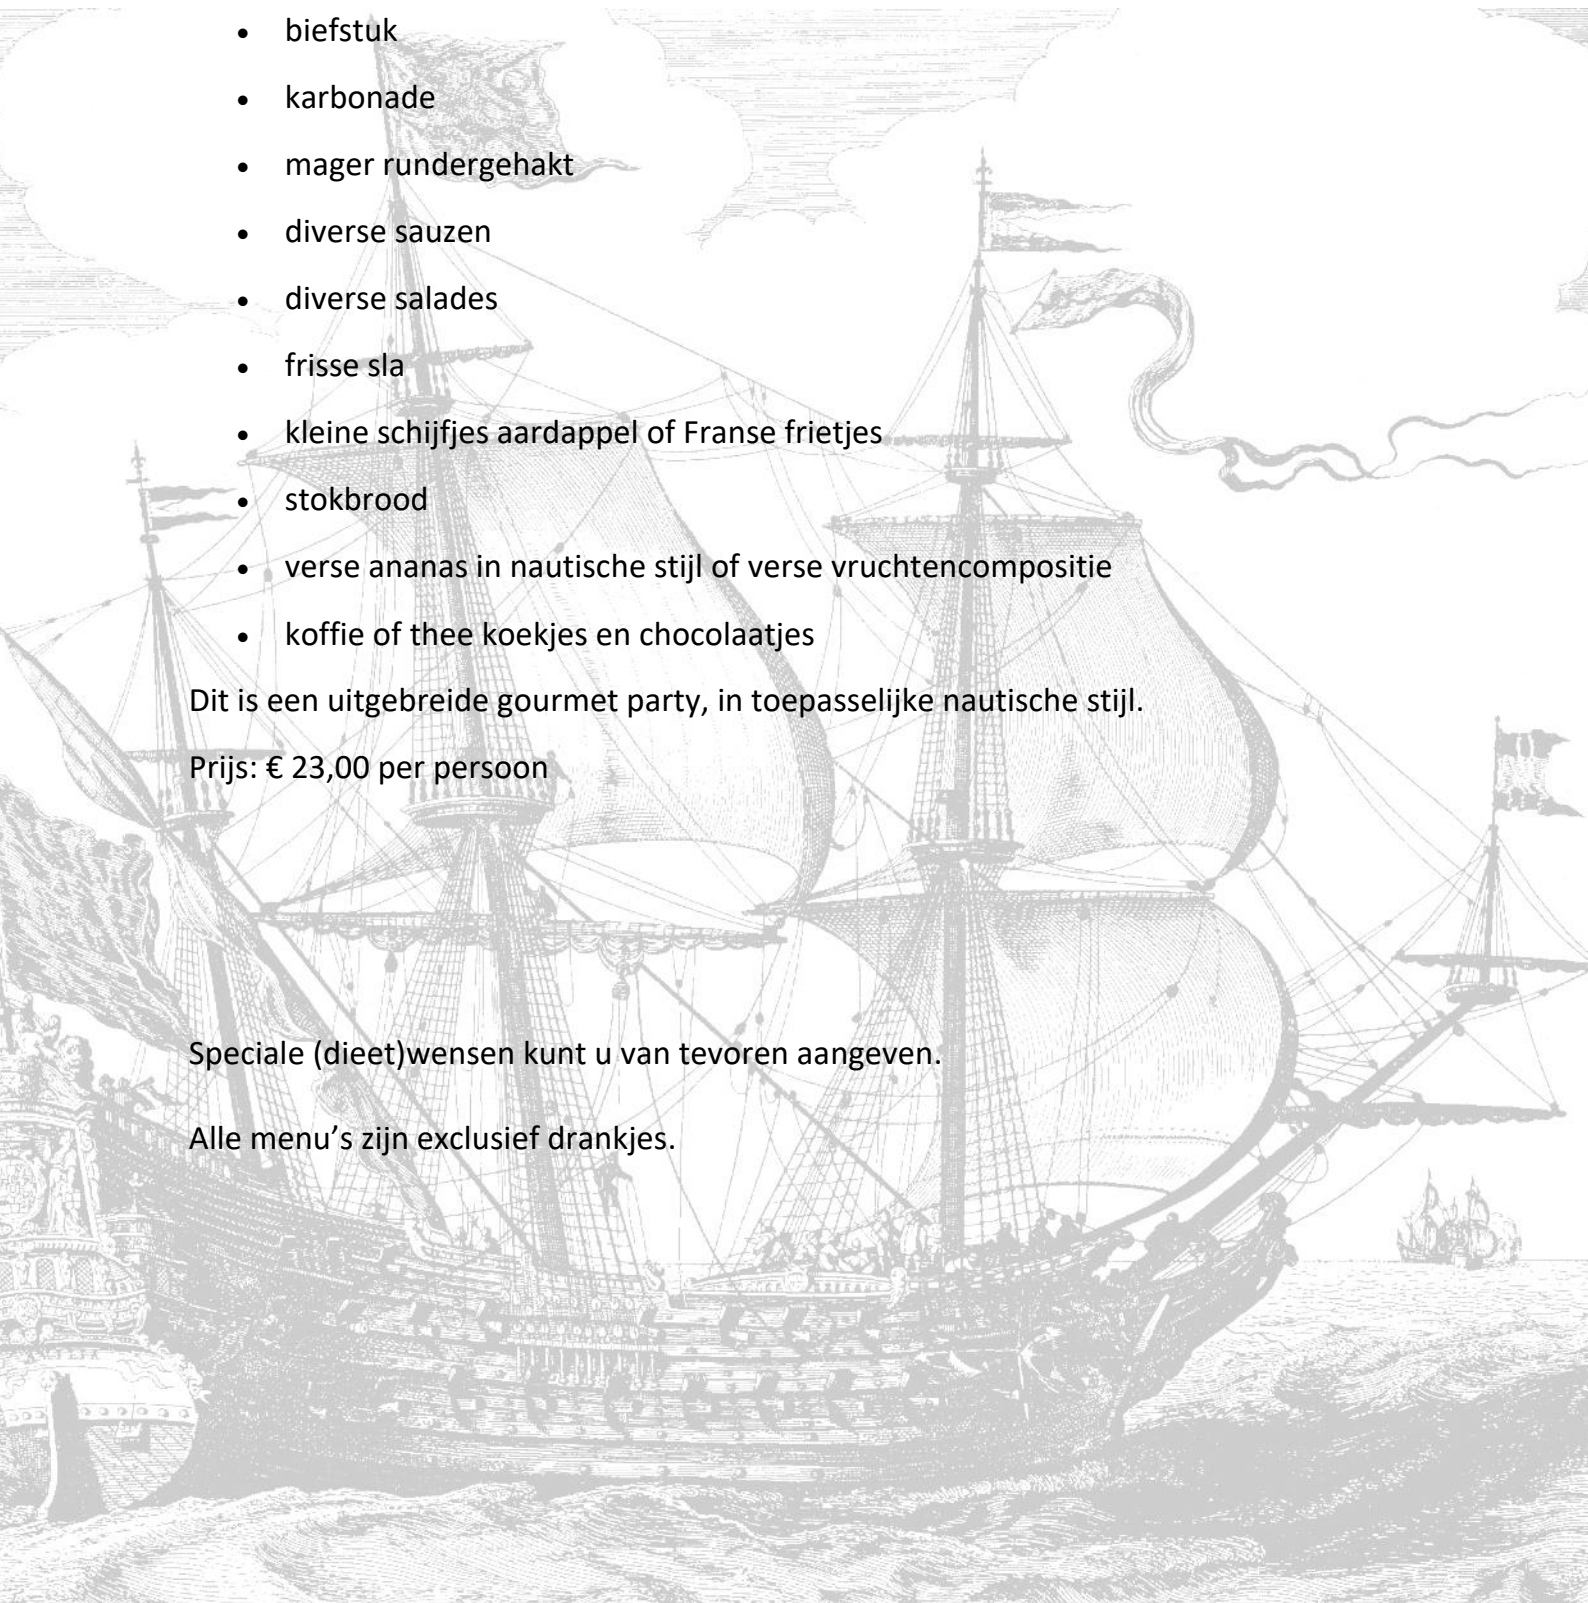 • biefstuk
• karbonade
• mager rundergehakt
• diverse sauzen
• diverse salades
• frisse sla
• kleine schijfjes aardappel of Franse frietjes
• stokbrood
• verse ananas in nautische stijl of verse vruchtencompositie
• koffie of thee koekjes en chocolaatjes
Dit is een uitgebreide gourmet party, in toepasselijke nautische stijl.
Prijs: € 23,00 per persoon
Speciale (dieet)wensen kunt u van tevoren aangeven.
Alle menu’s zijn exclusief drankjes.